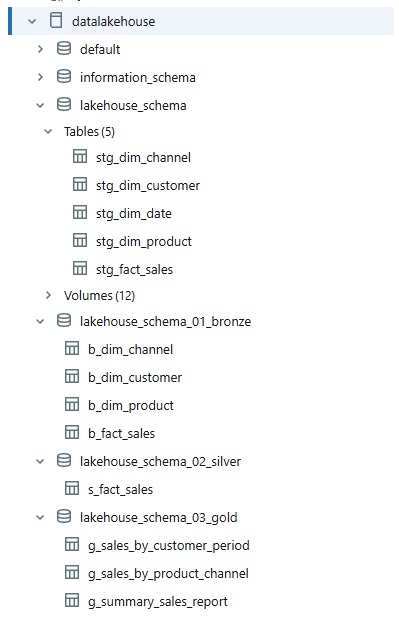 datalakehouse
default
information_schema
lakehouse_schema
Tables (5)
stg_dim_channel
stg_dim_customer
stg_dim_date
stg_dim_product
stg_fact_sales
Volumes (12)
lakehouse_schema_01_bronze
b_dim_channel
b_dim_customer
b_dim_product
b_fact_sales
lakehouse_schema_02_silver
s_fact_sales
lakehouse_schema_03_gold
g_sales_by_customer_period
g_sales_by_product_channel
g_summary_sales_report